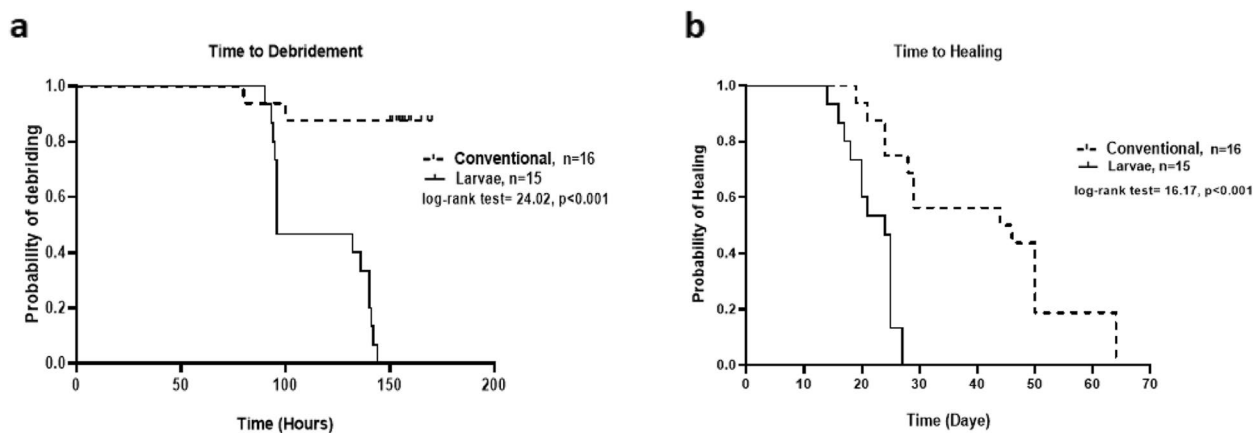 a
Time to Debridement
Probability of debriding
1.0
0.8
0.6
0.4
0.2
0.0
0 50 100 150 200
Time (Hours)
Conventional, n=16
Larvae, n=15
log-rank test= 24.02, p<0.001
b
Time to Healing
Probability of Healing
1.0
0.8
0.6
0.4
0.2
0.0
0 10 20 30 40 50 60 70
Time (Daye)
Conventional, n=16
Larvae, n=15
log-rank test= 16.17, p<0.001